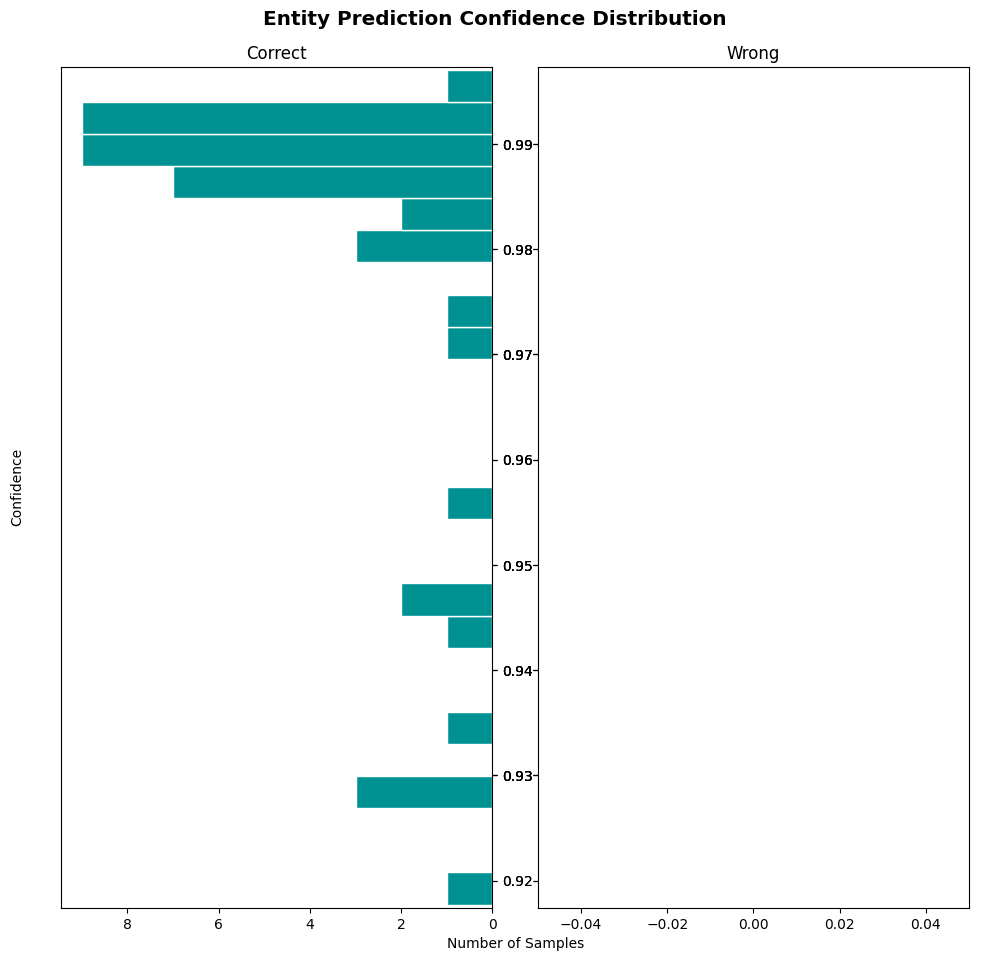 Entity Prediction Confidence Distribution
Correct
Wrong
0.99
0.98
0.97
0.96
0.95
0.94
0.93
0.92
Confidence
8 6 4 2 0
−0.04 −0.02 0.00 0.02 0.04
Number of Samples